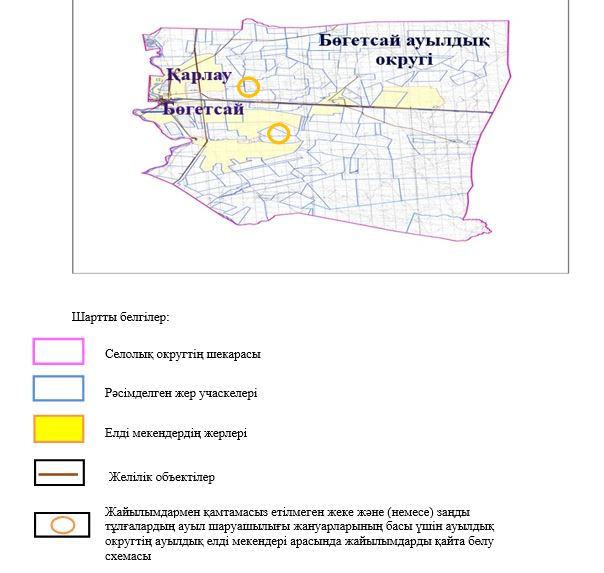 Бөгетсай ауылдық
округі
Қарлау
Бөгетсай
Шартты белгілер:
Селолық округтің шекарасы
Рәсімделген жер учаскелері
Елді мекендердің жерлері
Желілік объектілер
Жайылымдармен қамтамасыз етілмеген жеке және (немесе) заңды
тұлғалардың ауыл шаруашылығы жануарларының басы үшін ауылдық
округтің ауылдық елді мекендері арасында жайылымдарды қайта бөлу
схемасы